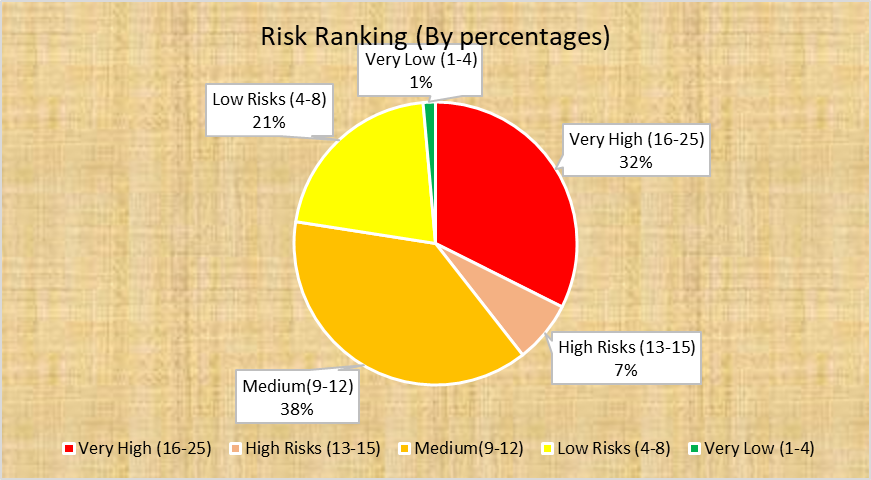 Risk Ranking (By percentages)
Very Low (1-4)
1%
Low Risks (4-8)
21%
Very High (16-25)
32%
High Risks (13-15)
7%
Medium(9-12)
38%
Very High (16-25) High Risks (13-15) Medium(9-12) Low Risks (4-8) Very Low (1-4)